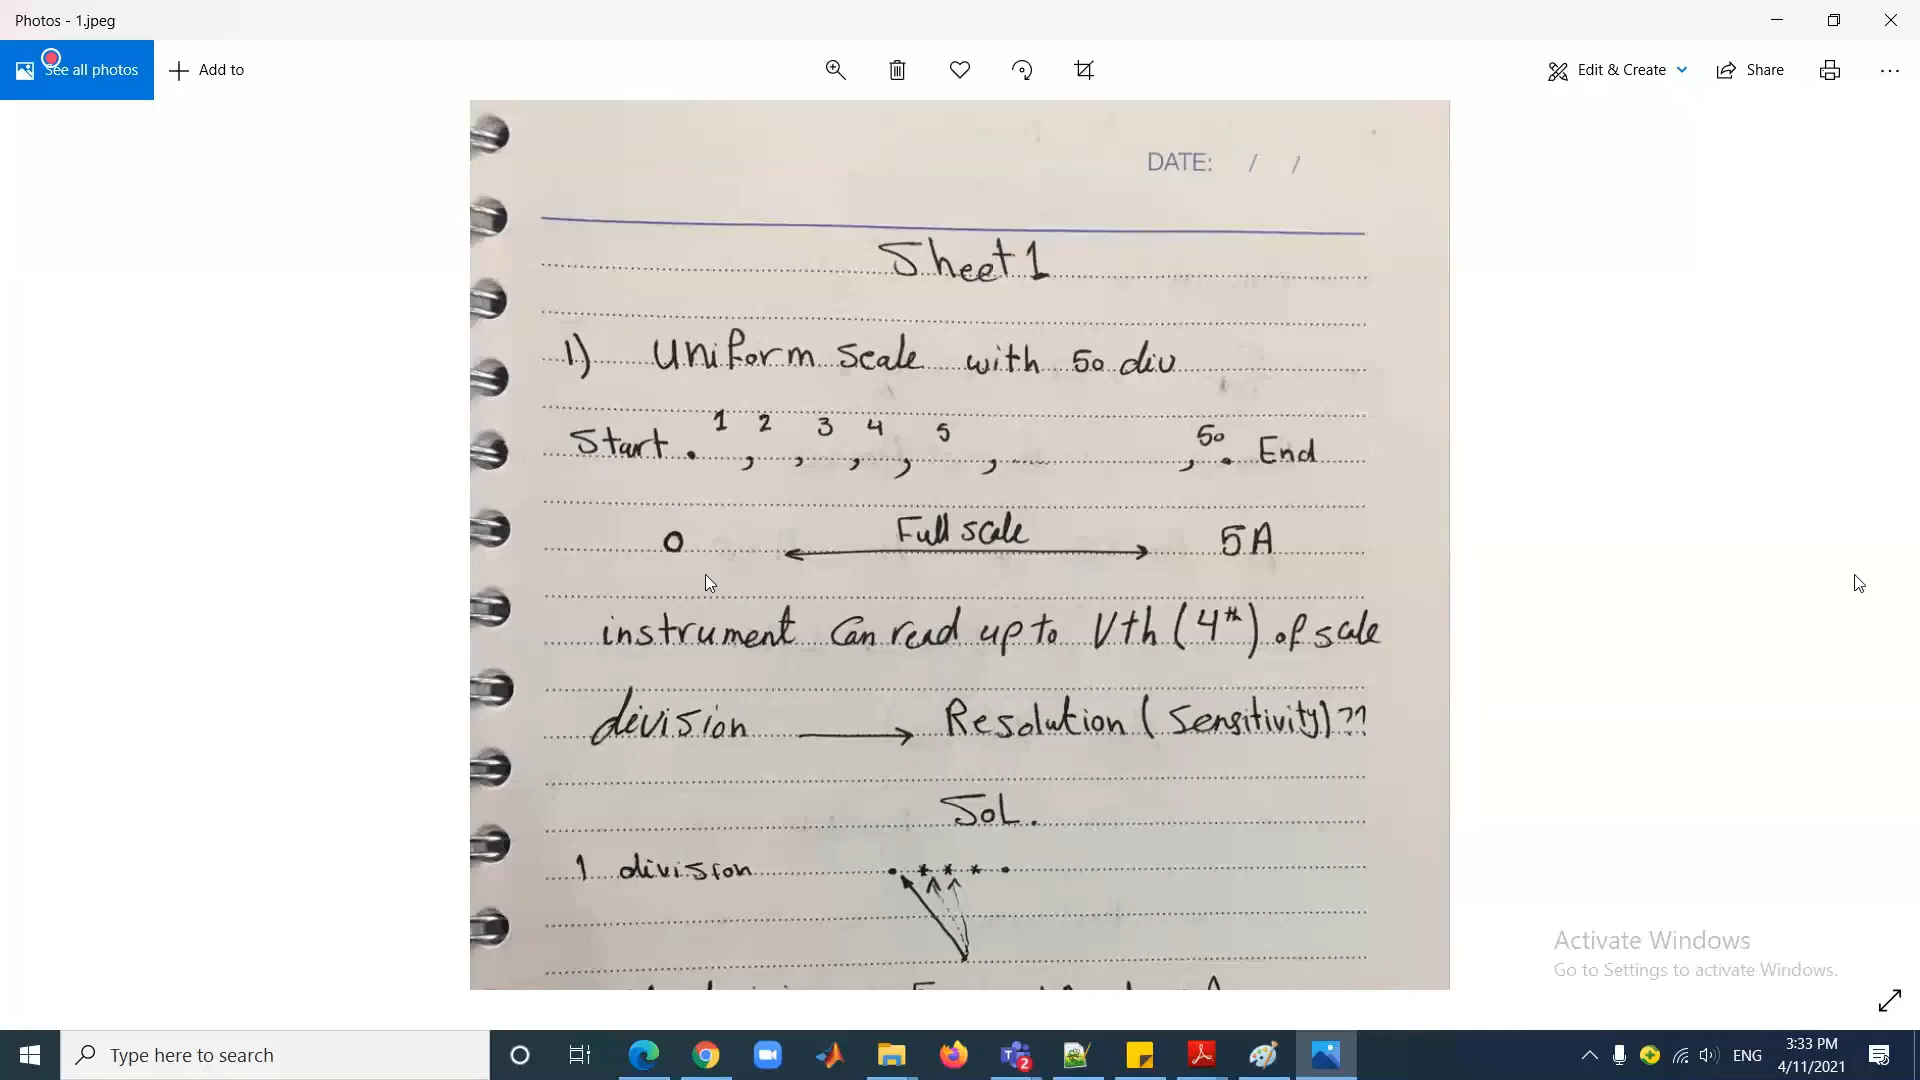 Photos - 1.jpeg
See all photos
Add to
Edit & Create
Share
DATE: / /
Sheet 1
1) Uniform scale with 50 div
1 2 3 4 5 50
Start . , , , , , , . End
0 Full scale 5A
instrument can read up to Vth (4th) of scale
division → Resolution (Sensitivity)??
SoL.
1 division
Activate Windows
Go to Settings to activate Windows.
Type here to search
2
ENG
3:33 PM
4/11/2021